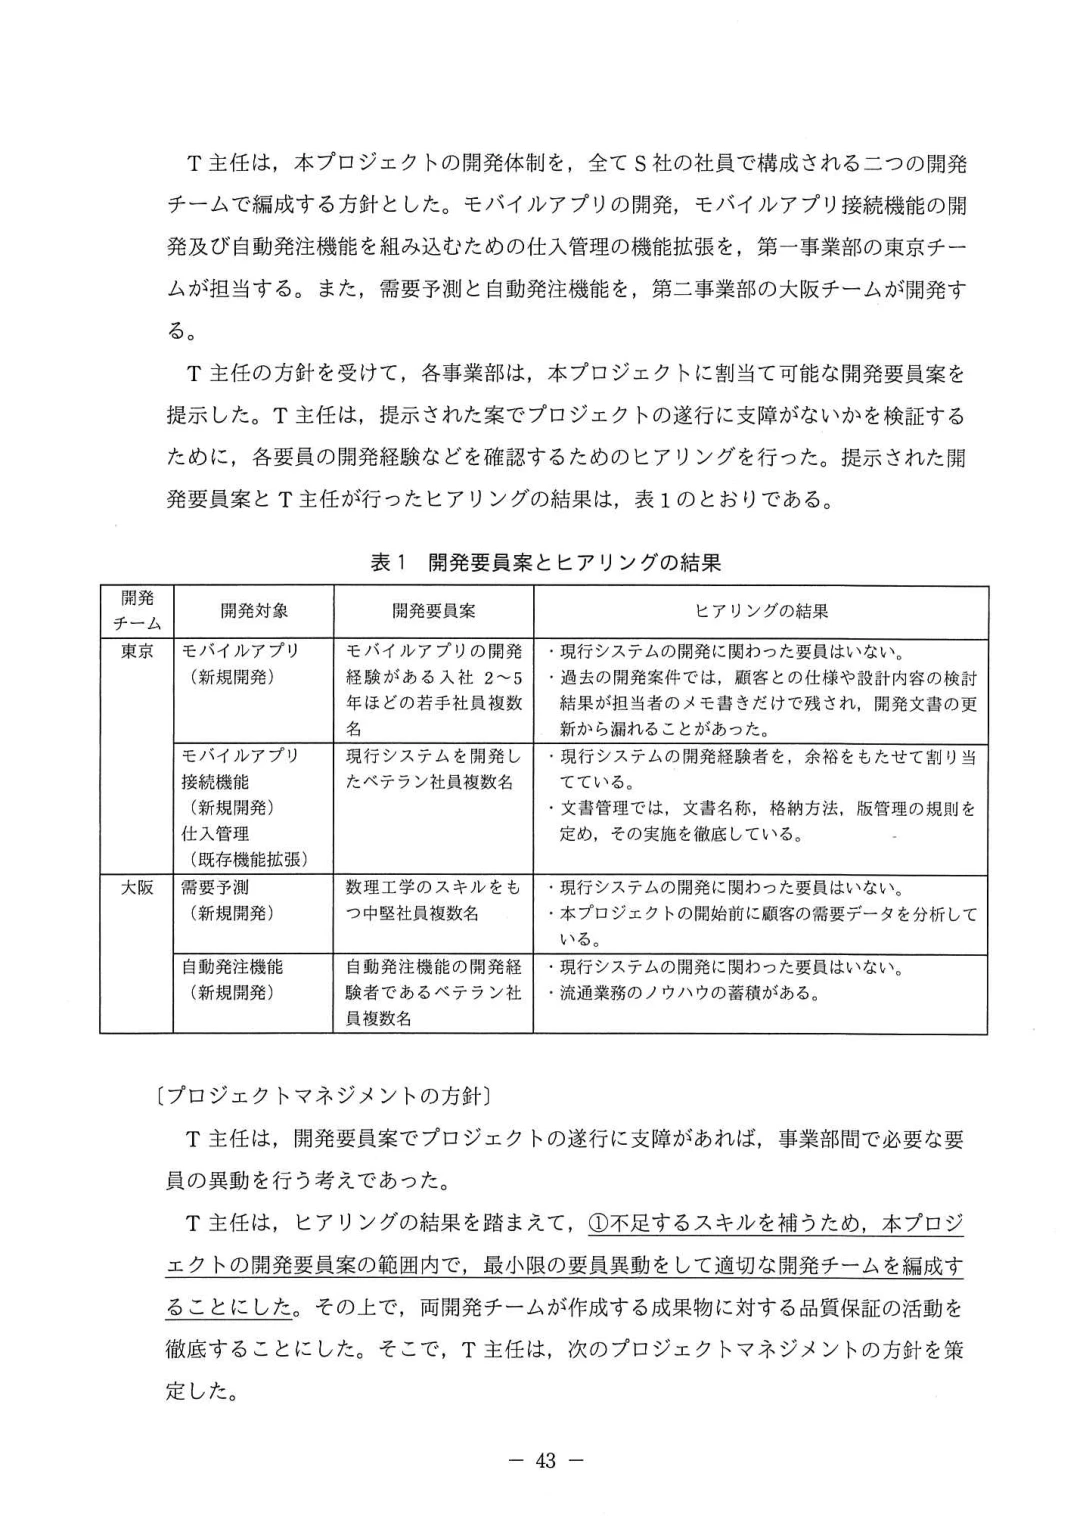 T 主任は，本プロジェクトの開発体制を，全て S 社の社員で構成される二つの開発
チームで編成する方針とした。モバイルアプリの開発，モバイルアプリ接続機能の開
発及び自動発注機能を組み込むための仕入管理の機能拡張を，第一事業部の東京チー
ムが担当する。また，需要予測と自動発注機能を，第二事業部の大阪チームが開発す
る。
T 主任の方針を受けて，各事業部は，本プロジェクトに割当て可能な開発要員案を
提示した。T 主任は，提示された案でプロジェクトの遂行に支障がないかを検証する
ために，各要員の開発経験などを確認するためのヒアリングを行った。提示された開
発要員案と T 主任が行ったヒアリングの結果は，表 1 のとおりである。
表 1　開発要員案とヒアリングの結果
開発
チーム
開発対象
開発要員案
ヒアリングの結果
東京
モバイルアプリ
（新規開発）
モバイルアプリの開発
経験がある入社 2～5
年ほどの若手社員複数
名
・現行システムの開発に関わった要員はいない。
・過去の開発案件では，顧客との仕様や設計内容の検討
結果が担当者のメモ書きだけで残され，開発文書の更
新から漏れることがあった。
モバイルアプリ
接続機能
（新規開発）
仕入管理
（既存機能拡張）
現行システムを開発し
たベテラン社員複数名
・現行システムの開発経験者を，余裕をもたせて割り当
てている。
・文書管理では，文書名称，格納方法，版管理の規則を
定め，その実施を徹底している。
大阪
需要予測
（新規開発）
数理工学のスキルをも
つ中堅社員複数名
・現行システムの開発に関わった要員はいない。
・本プロジェクトの開始前に顧客の需要データを分析して
いる。
自動発注機能
（新規開発）
自動発注機能の開発経
験者であるベテラン社
員複数名
・現行システムの開発に関わった要員はいない。
・流通業務のノウハウの蓄積がある。
〔プロジェクトマネジメントの方針〕
T 主任は，開発要員案でプロジェクトの遂行に支障があれば，事業部間で必要な要
員の異動を行う考えであった。
T 主任は，ヒアリングの結果を踏まえて，①不足するスキルを補うため，本プロジ
ェクトの開発要員案の範囲内で，最小限の要員異動をして適切な開発チームを編成す
ることにした。その上で，両開発チームが作成する成果物に対する品質保証の活動を
徹底することにした。そこで，T 主任は，次のプロジェクトマネジメントの方針を策
定した。
－ 43 －